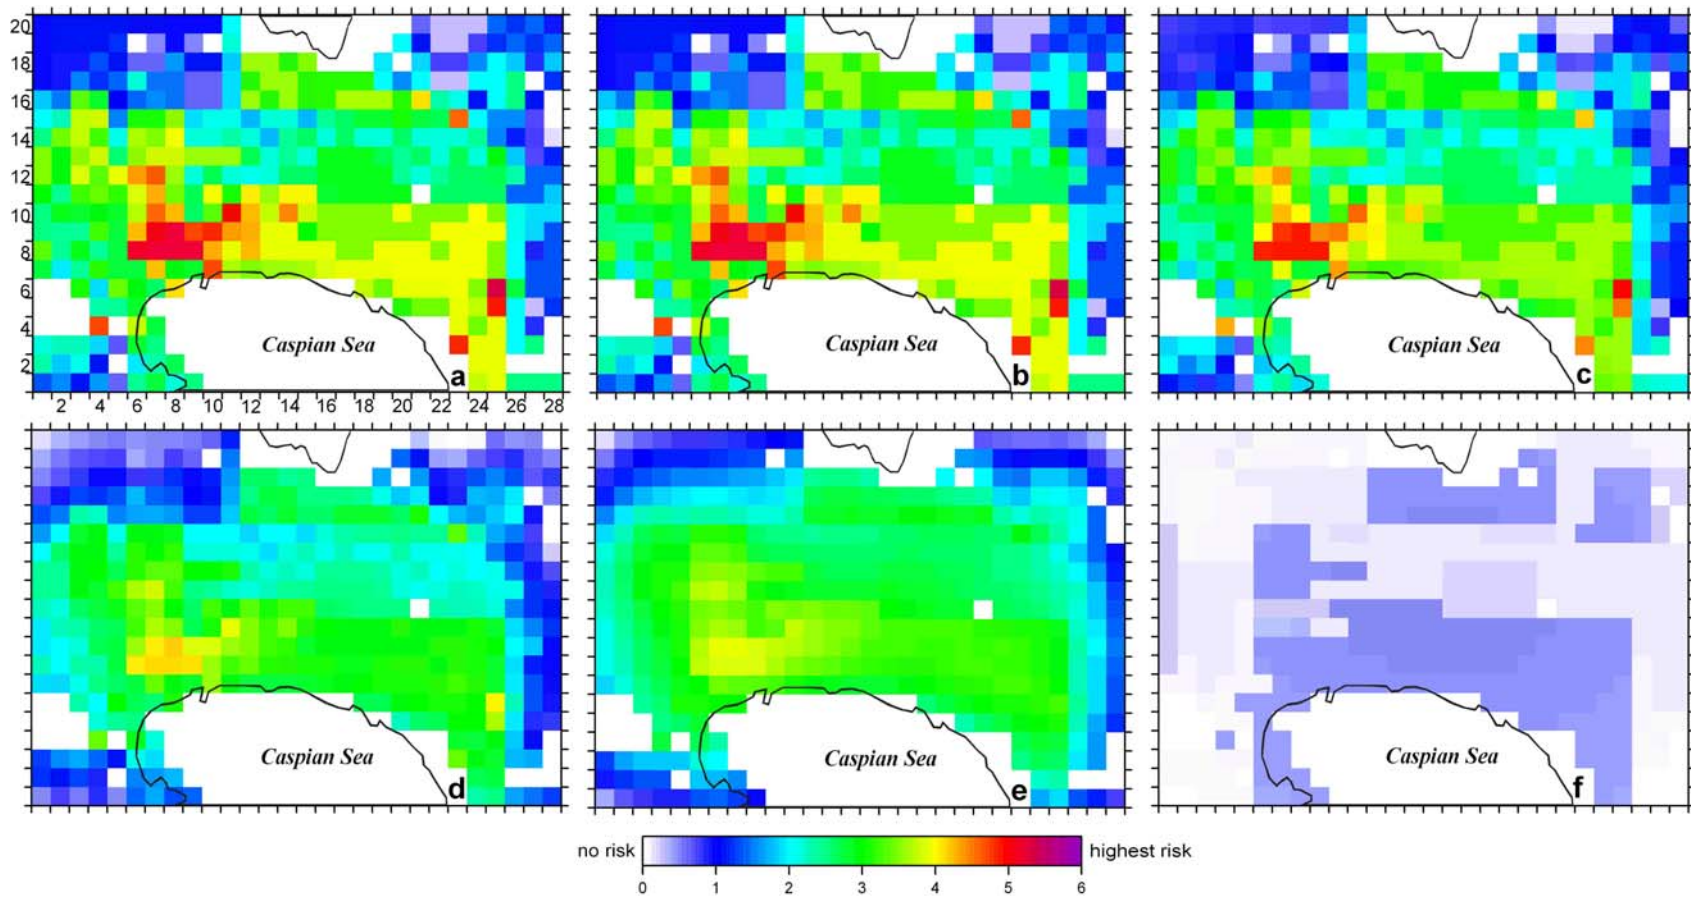 20
18
16
14
12
10
8
6
4
2
Caspian Sea
a
Caspian Sea
b
Caspian Sea
c
2 4 6 8 10 12 14 16 18 20 22 24 26 28
Caspian Sea
d
Caspian Sea
e
Caspian Sea
f
no risk highest risk
0 1 2 3 4 5 6